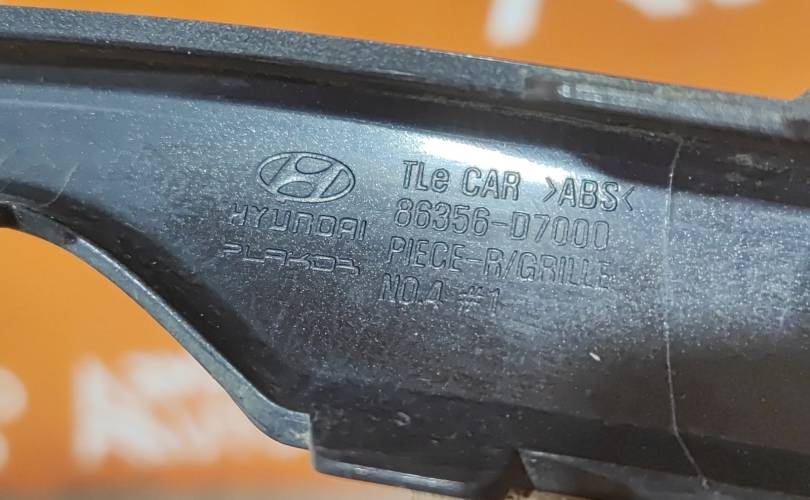 HYUNDAI
PLAKOR
TLe CAR >ABS<
86356-D7000
PIECE-R/GRILLE
NO.4 #1